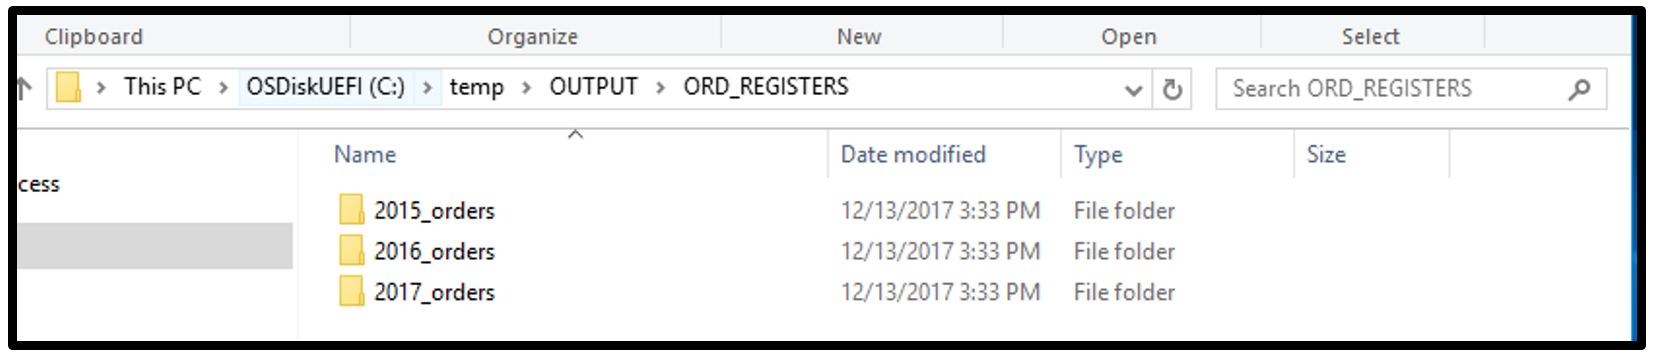 Clipboard Organize New Open Select
This PC OSDiskUEFI (C:) temp OUTPUT ORD_REGISTERS Search ORD_REGISTERS
Name Date modified Type Size
cess
2015_orders 12/13/2017 3:33 PM File folder
2016_orders 12/13/2017 3:33 PM File folder
2017_orders 12/13/2017 3:33 PM File folder